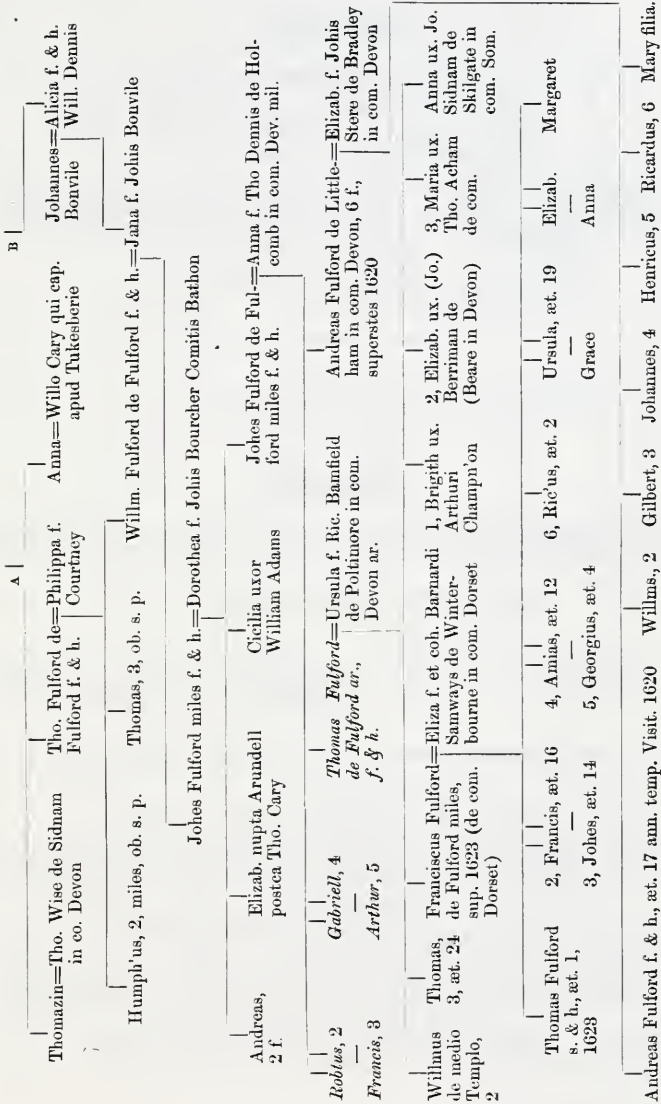 A
B
Thomazin=Tho. Wise de Sidnam
in co. Devon
Tho. Fulford de=Philippa f.
Fulford f. & h. Courtney
Anna=Willo Cary qui cap.
apud Tukesberie
Johannes=Alicia f. & h.
Bonvile Will. Dennis
Humph'us, 2, miles, ob. s. p.
Thomas, 3, ob. s. p.
Willm. Fulford de Fulford f. & h.=Jana f. Johis Bonvile
Johes Fulford miles f. & h.=Dorothea f. Johis Bourcher Comitis Bathon
Andreas,
2 f.
Elizab. nupta Arundell
postea Tho. Cary
Cicilia uxor
William Adams
Johes Fulford de Ful-=Anna f. Tho Dennis de Hol-
ford miles f. & h. comb in com. Dev. mil.
Robtus, 2
—
Francis, 3
Gabriell, 4
—
Arthur, 5
Thomas Fulford=Ursula f. Ric. Bamfield
de Fulford ar., de Poltimore in com.
f. & h. Devon ar.
Andreas Fulford de Little-=Elizab. f. Johis
ham in com. Devon, 6 f., Stere de Bradley
superstes 1620 in com. Devon
Willmus
de medio
Templo,
2
Thomas,
3, æt. 24
Franciscus Fulford=Eliza f. et coh. Barnardi
de Fulford miles, Samways de Winter-
sup. 1623 (de com. bourne in com. Dorset
Dorset)
1, Brigith ux.
Arthuri
Champ'on
2, Elizab. ux. (Jo.)
Berriman de
(Beare in Devon)
3, Maria ux.
Tho. Acham
de com.
Anna ux. Jo.
Sidnam de
Skilgate in
com. Som.
Thomas Fulford
s. & h., æt. 1,
1623
2, Francis, æt. 16
—
3, Johes, æt. 14
4, Amias, æt. 12
—
5, Georgius, æt. 4
6, Ric'us, æt. 2
Ursula, æt. 19
—
Grace
Elizab.
—
Anna
Margaret
Andreas Fulford f. & h., æt. 17 ann. temp. Visit. 1620
Willms., 2
Gilbert, 3
Johannes, 4
Henricus, 5
Ricardus, 6
Mary filia.